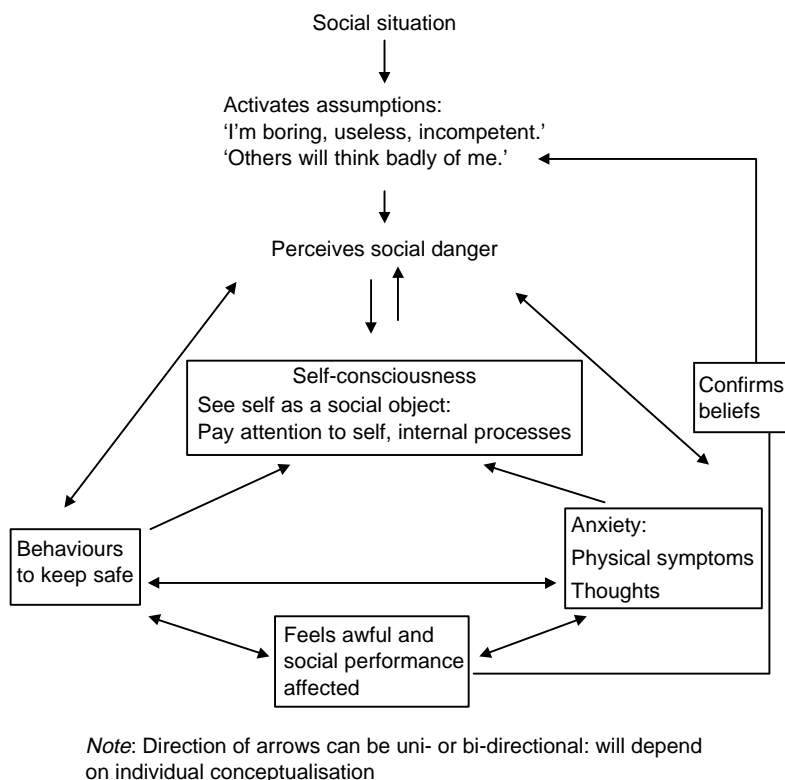 Social situation
Activates assumptions:
‘I’m boring, useless, incompetent.’
‘Others will think badly of me.’
Perceives social danger
Self-consciousness
See self as a social object:
Pay attention to self, internal processes
Confirms
beliefs
Behaviours
to keep safe
Anxiety:
Physical symptoms
Thoughts
Feels awful and
social performance
affected
Note: Direction of arrows can be uni- or bi-directional: will depend
on individual conceptualisation